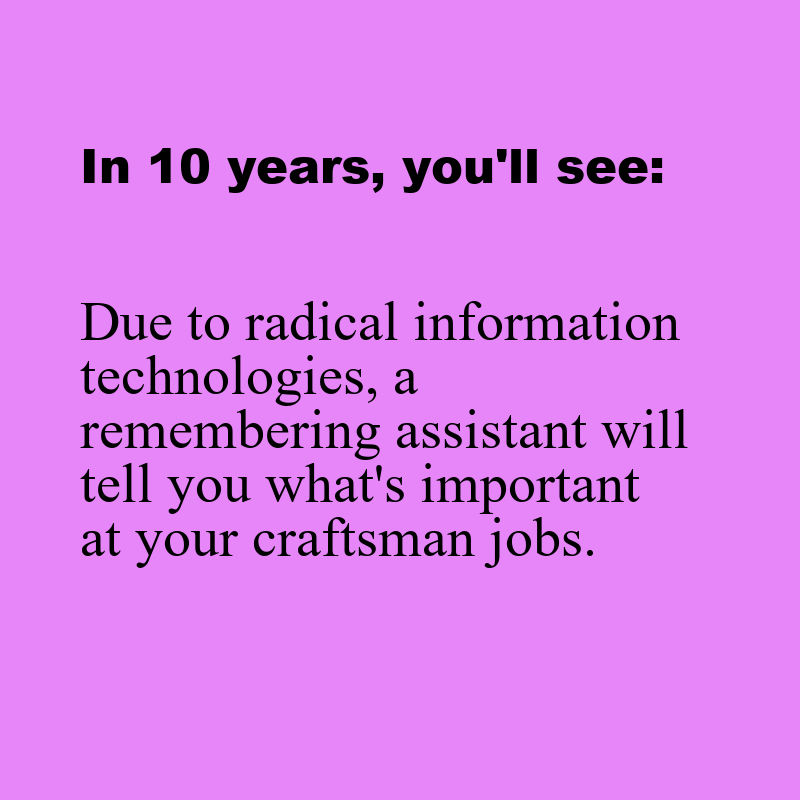 In 10 years, you'll see:
Due to radical information
technologies, a
remembering assistant will
tell you what's important
at your craftsman jobs.